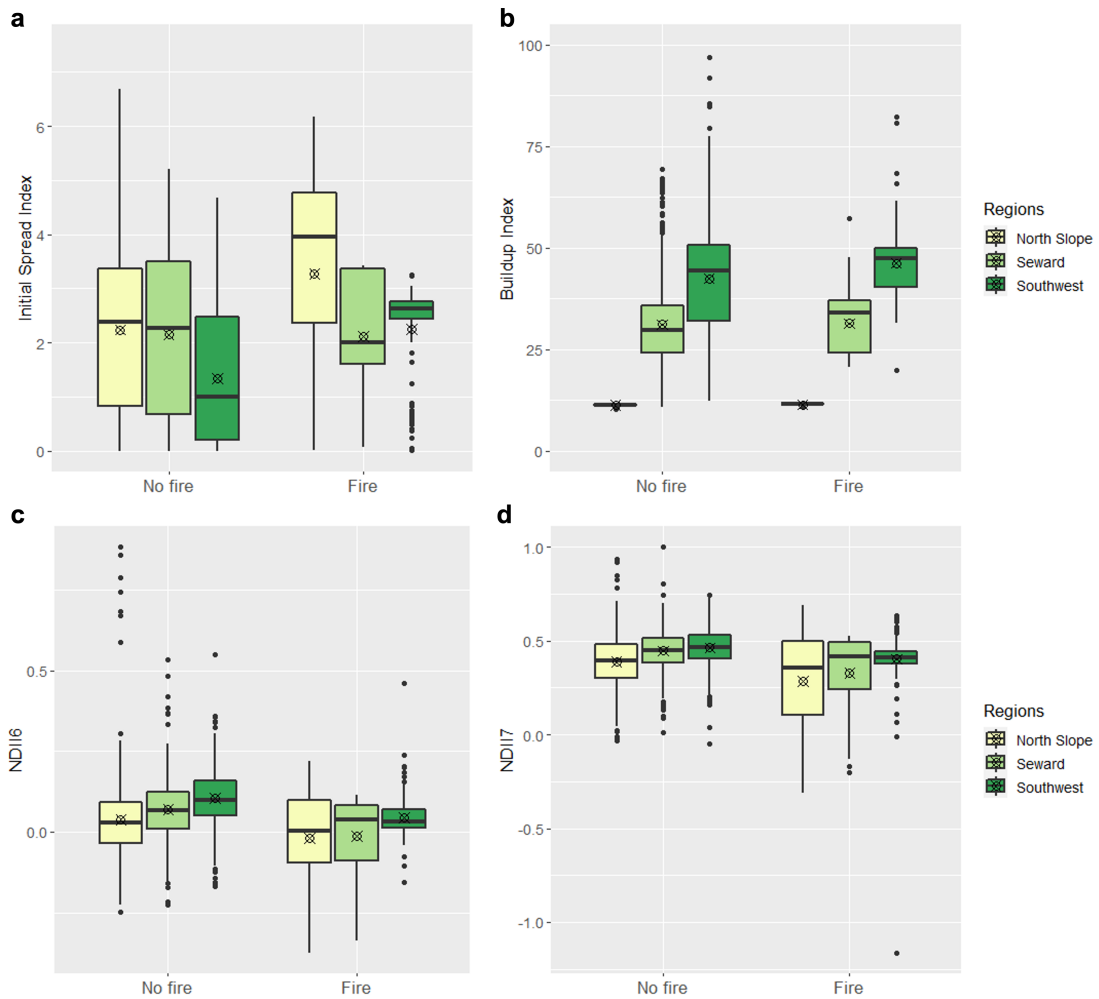 a
Initial Spread Index
6
4
2
0
No fire
Fire
b
Buildup Index
100
75
50
25
0
No fire
Fire
Regions
North Slope
Seward
Southwest
c
NDII6
0.5
0.0
No fire
Fire
d
NDII7
1.0
0.5
0.0
-0.5
-1.0
No fire
Fire
Regions
North Slope
Seward
Southwest